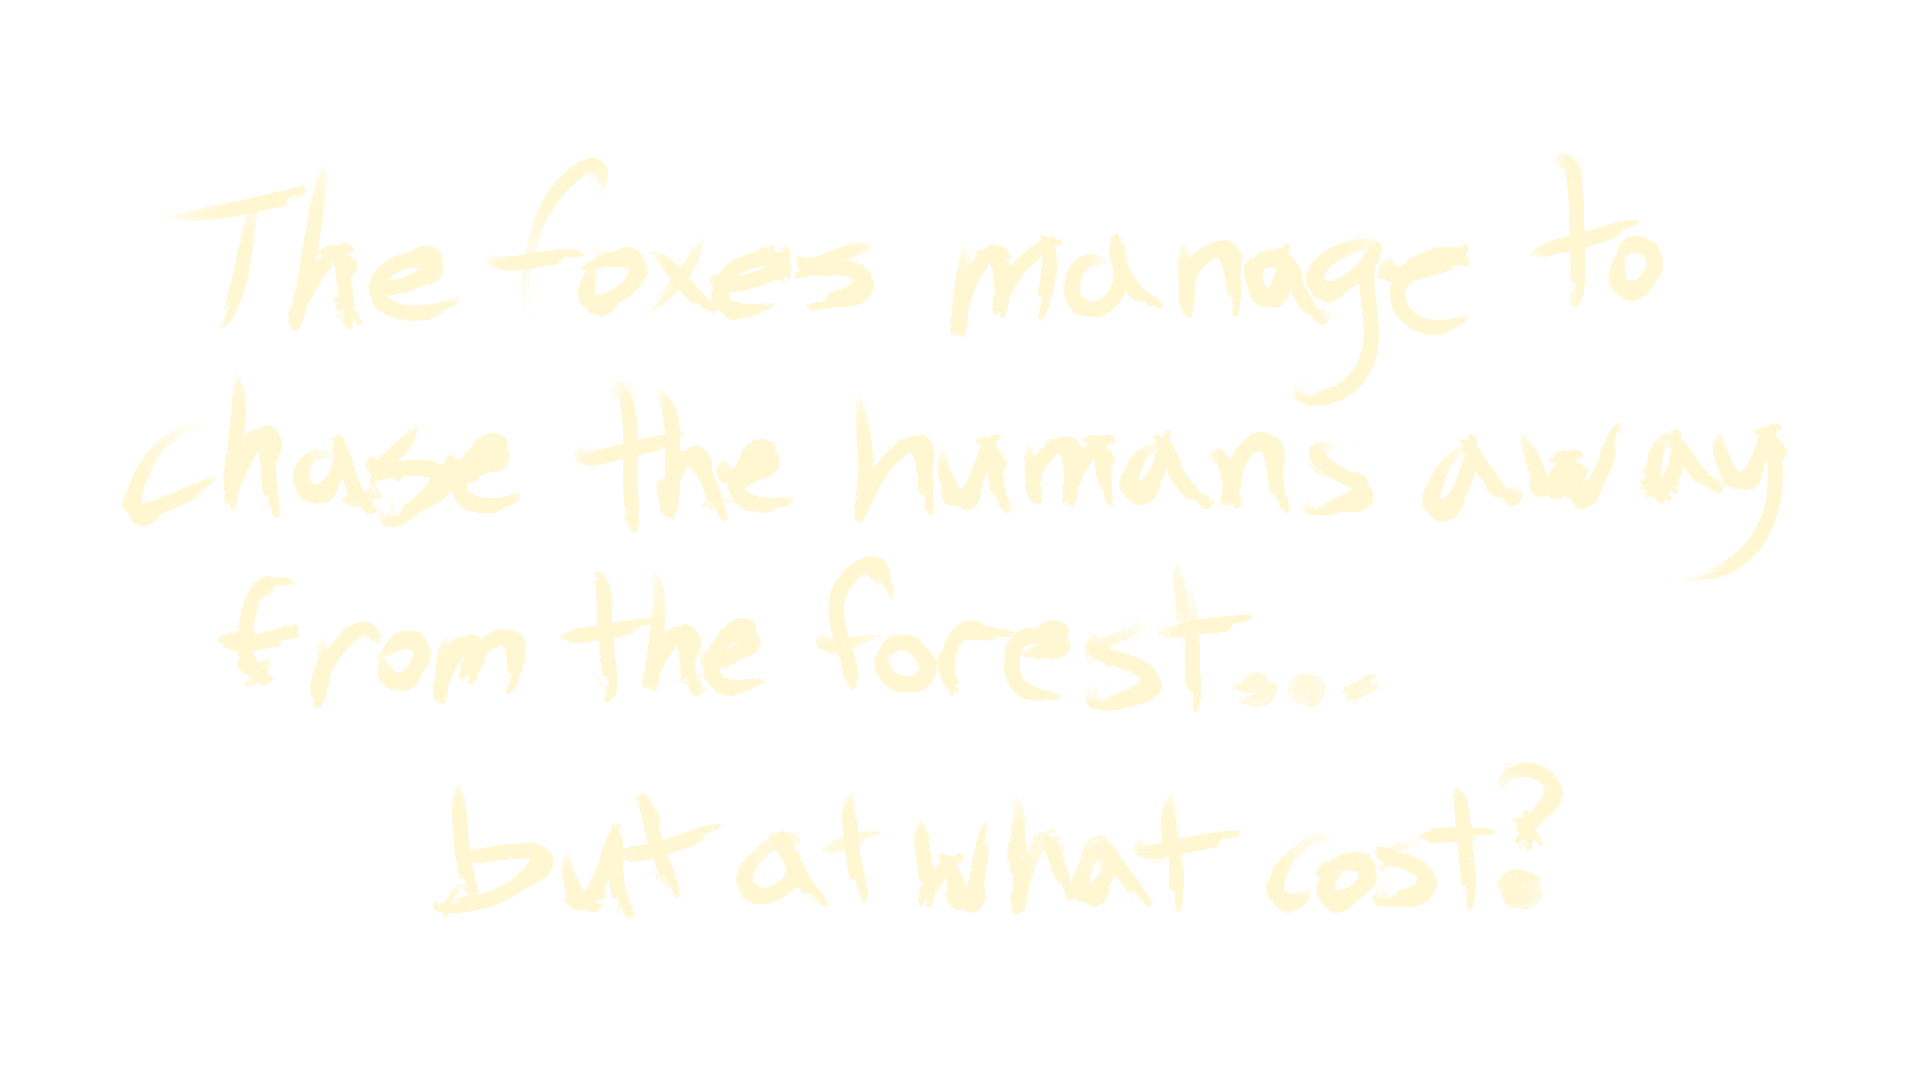 The foxes manage to
chase the humans away
from the forest...
but at what cost?